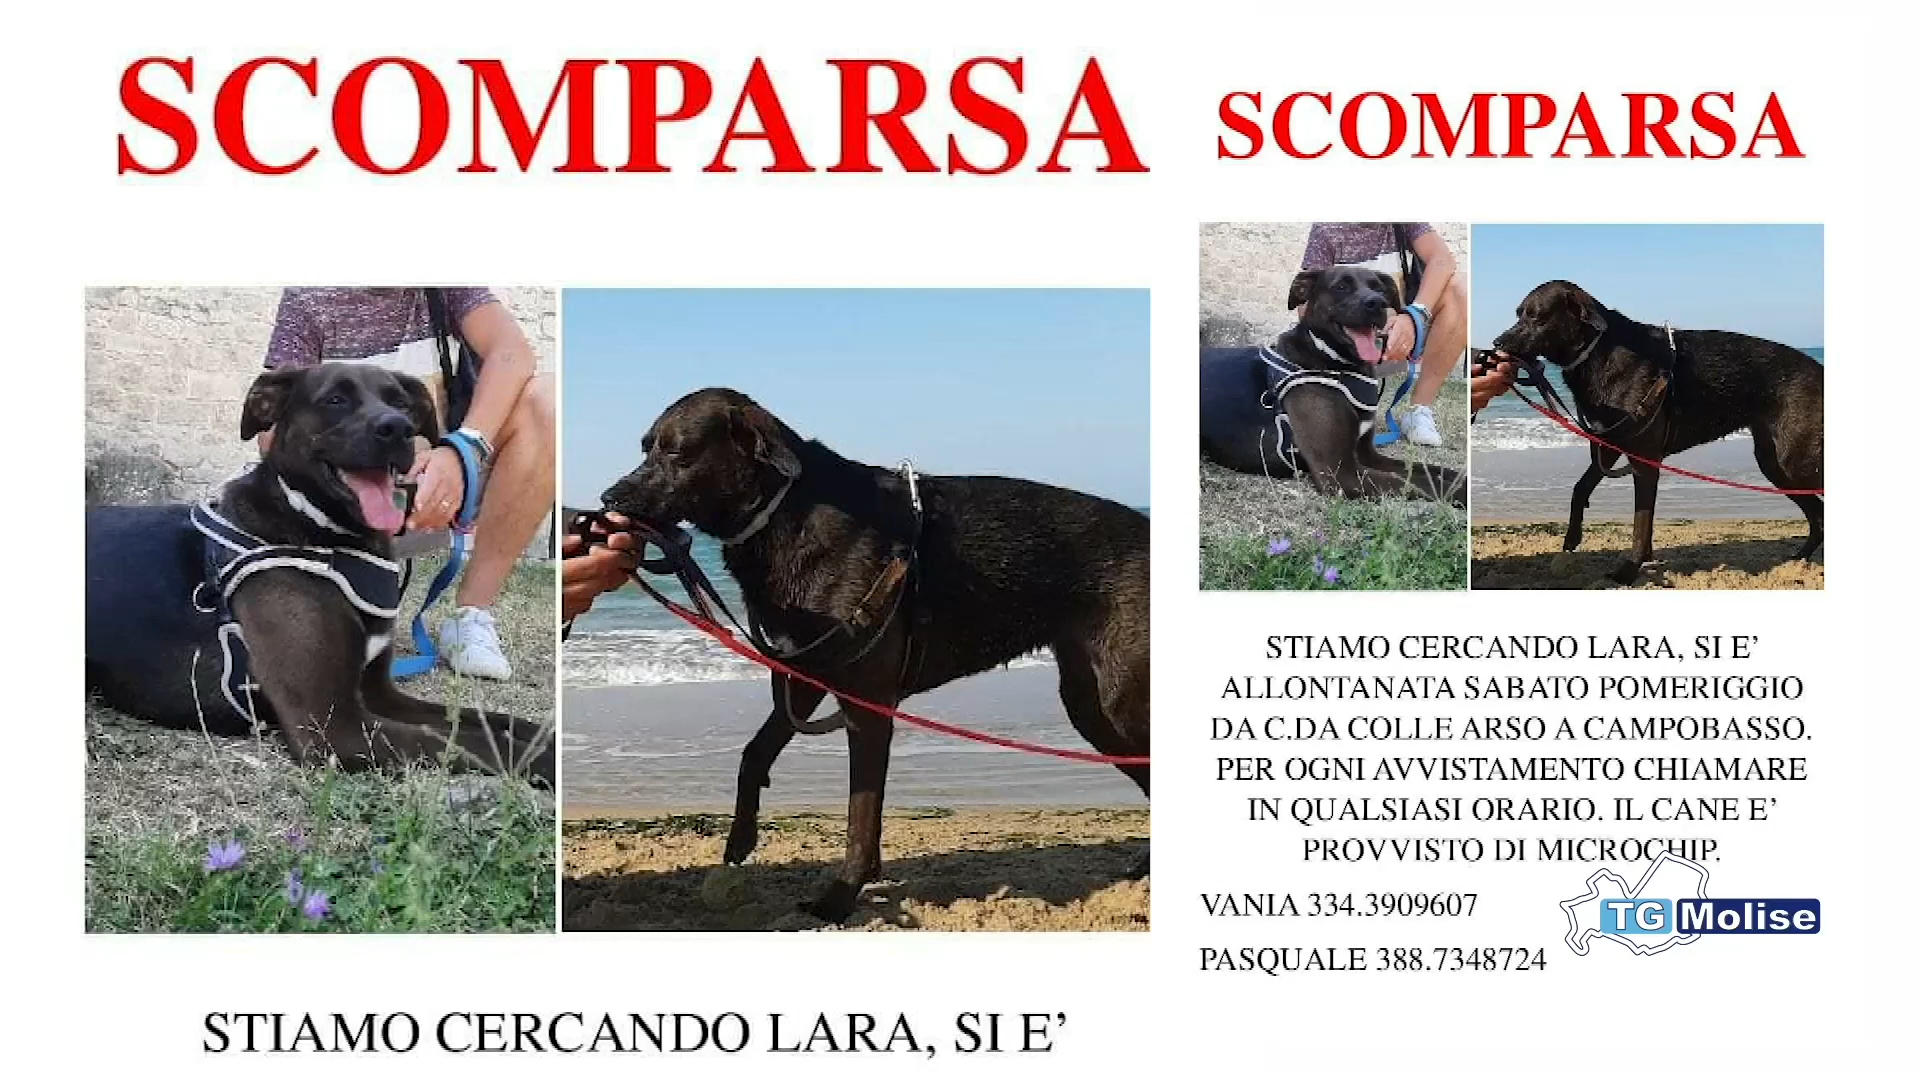 SCOMPARSA
STIAMO CERCANDO LARA, SI E’
SCOMPARSA
STIAMO CERCANDO LARA, SI E’
ALLONTANATA SABATO POMERIGGIO
DA C.DA COLLE ARSO A CAMPOBASSO.
PER OGNI AVVISTAMENTO CHIAMARE
IN QUALSIASI ORARIO. IL CANE E’
PROVVISTO DI MICROCHIP.
VANIA 334.3909607
PASQUALE 388.7348724
TG Molise